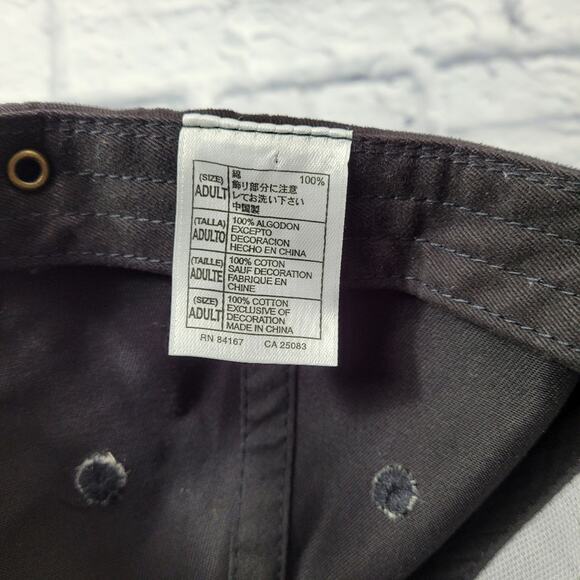 (SIZE) ADULT
綿 100%
飾り部分に注意
してお洗い下さい
中国製
(TALLA) ADULTO
100% ALGODON
EXCEPTO
DECORACION
HECHO EN CHINA
(TAILLE) ADULTE
100% COTON
SAUF DECORATION
FABRIQUE EN
CHINE
(SIZE) ADULT
100% COTTON
EXCLUSIVE OF
DECORATION
MADE IN CHINA
RN 84167 CA 25083